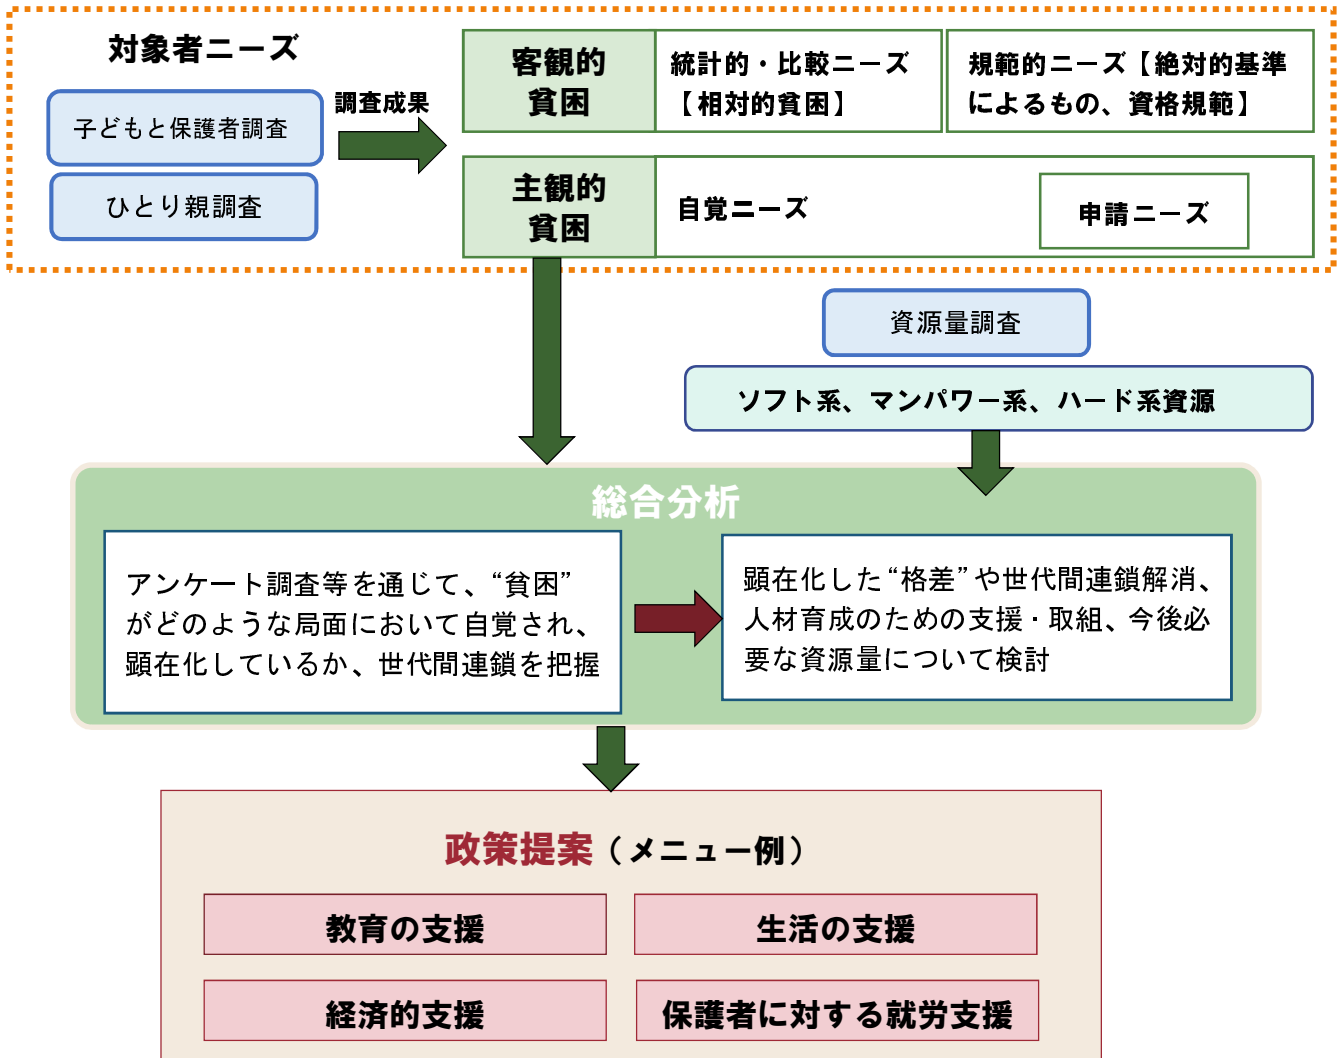 対象者ニーズ
子どもと保護者調査
ひとり親調査
調査成果
客観的
貧困
統計的・比較ニーズ
【相対的貧困】
規範的ニーズ【絶対的基準
によるもの、資格規範】
主観的
貧困
自覚ニーズ
申請ニーズ
資源量調査
ソフト系、マンパワー系、ハード系資源
総合分析
アンケート調査等を通じて、“貧困”
がどのような局面において自覚され、
顕在化しているか、世代間連鎖を把握
顕在化した“格差”や世代間連鎖解消、
人材育成のための支援・取組、今後必
要な資源量について検討
政策提案（メニュー例）
教育の支援
生活の支援
経済的支援
保護者に対する就労支援